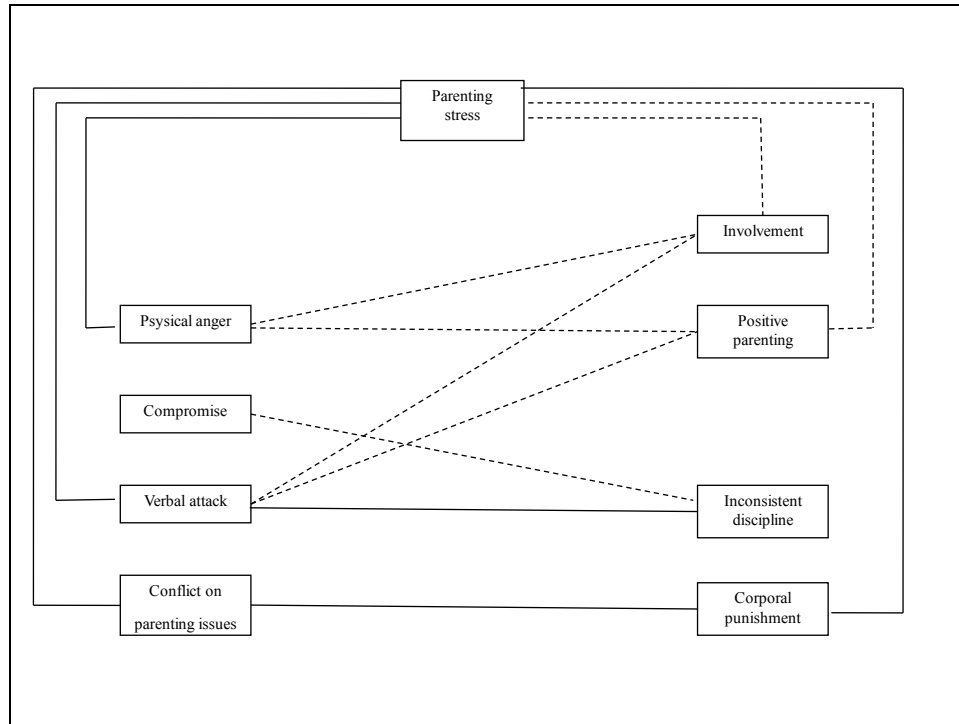 Parenting
stress
Involvement
Psysical anger
Positive
parenting
Compromise
Verbal attack
Inconsistent
discipline
Conflict on
parenting issues
Corporal
punishment